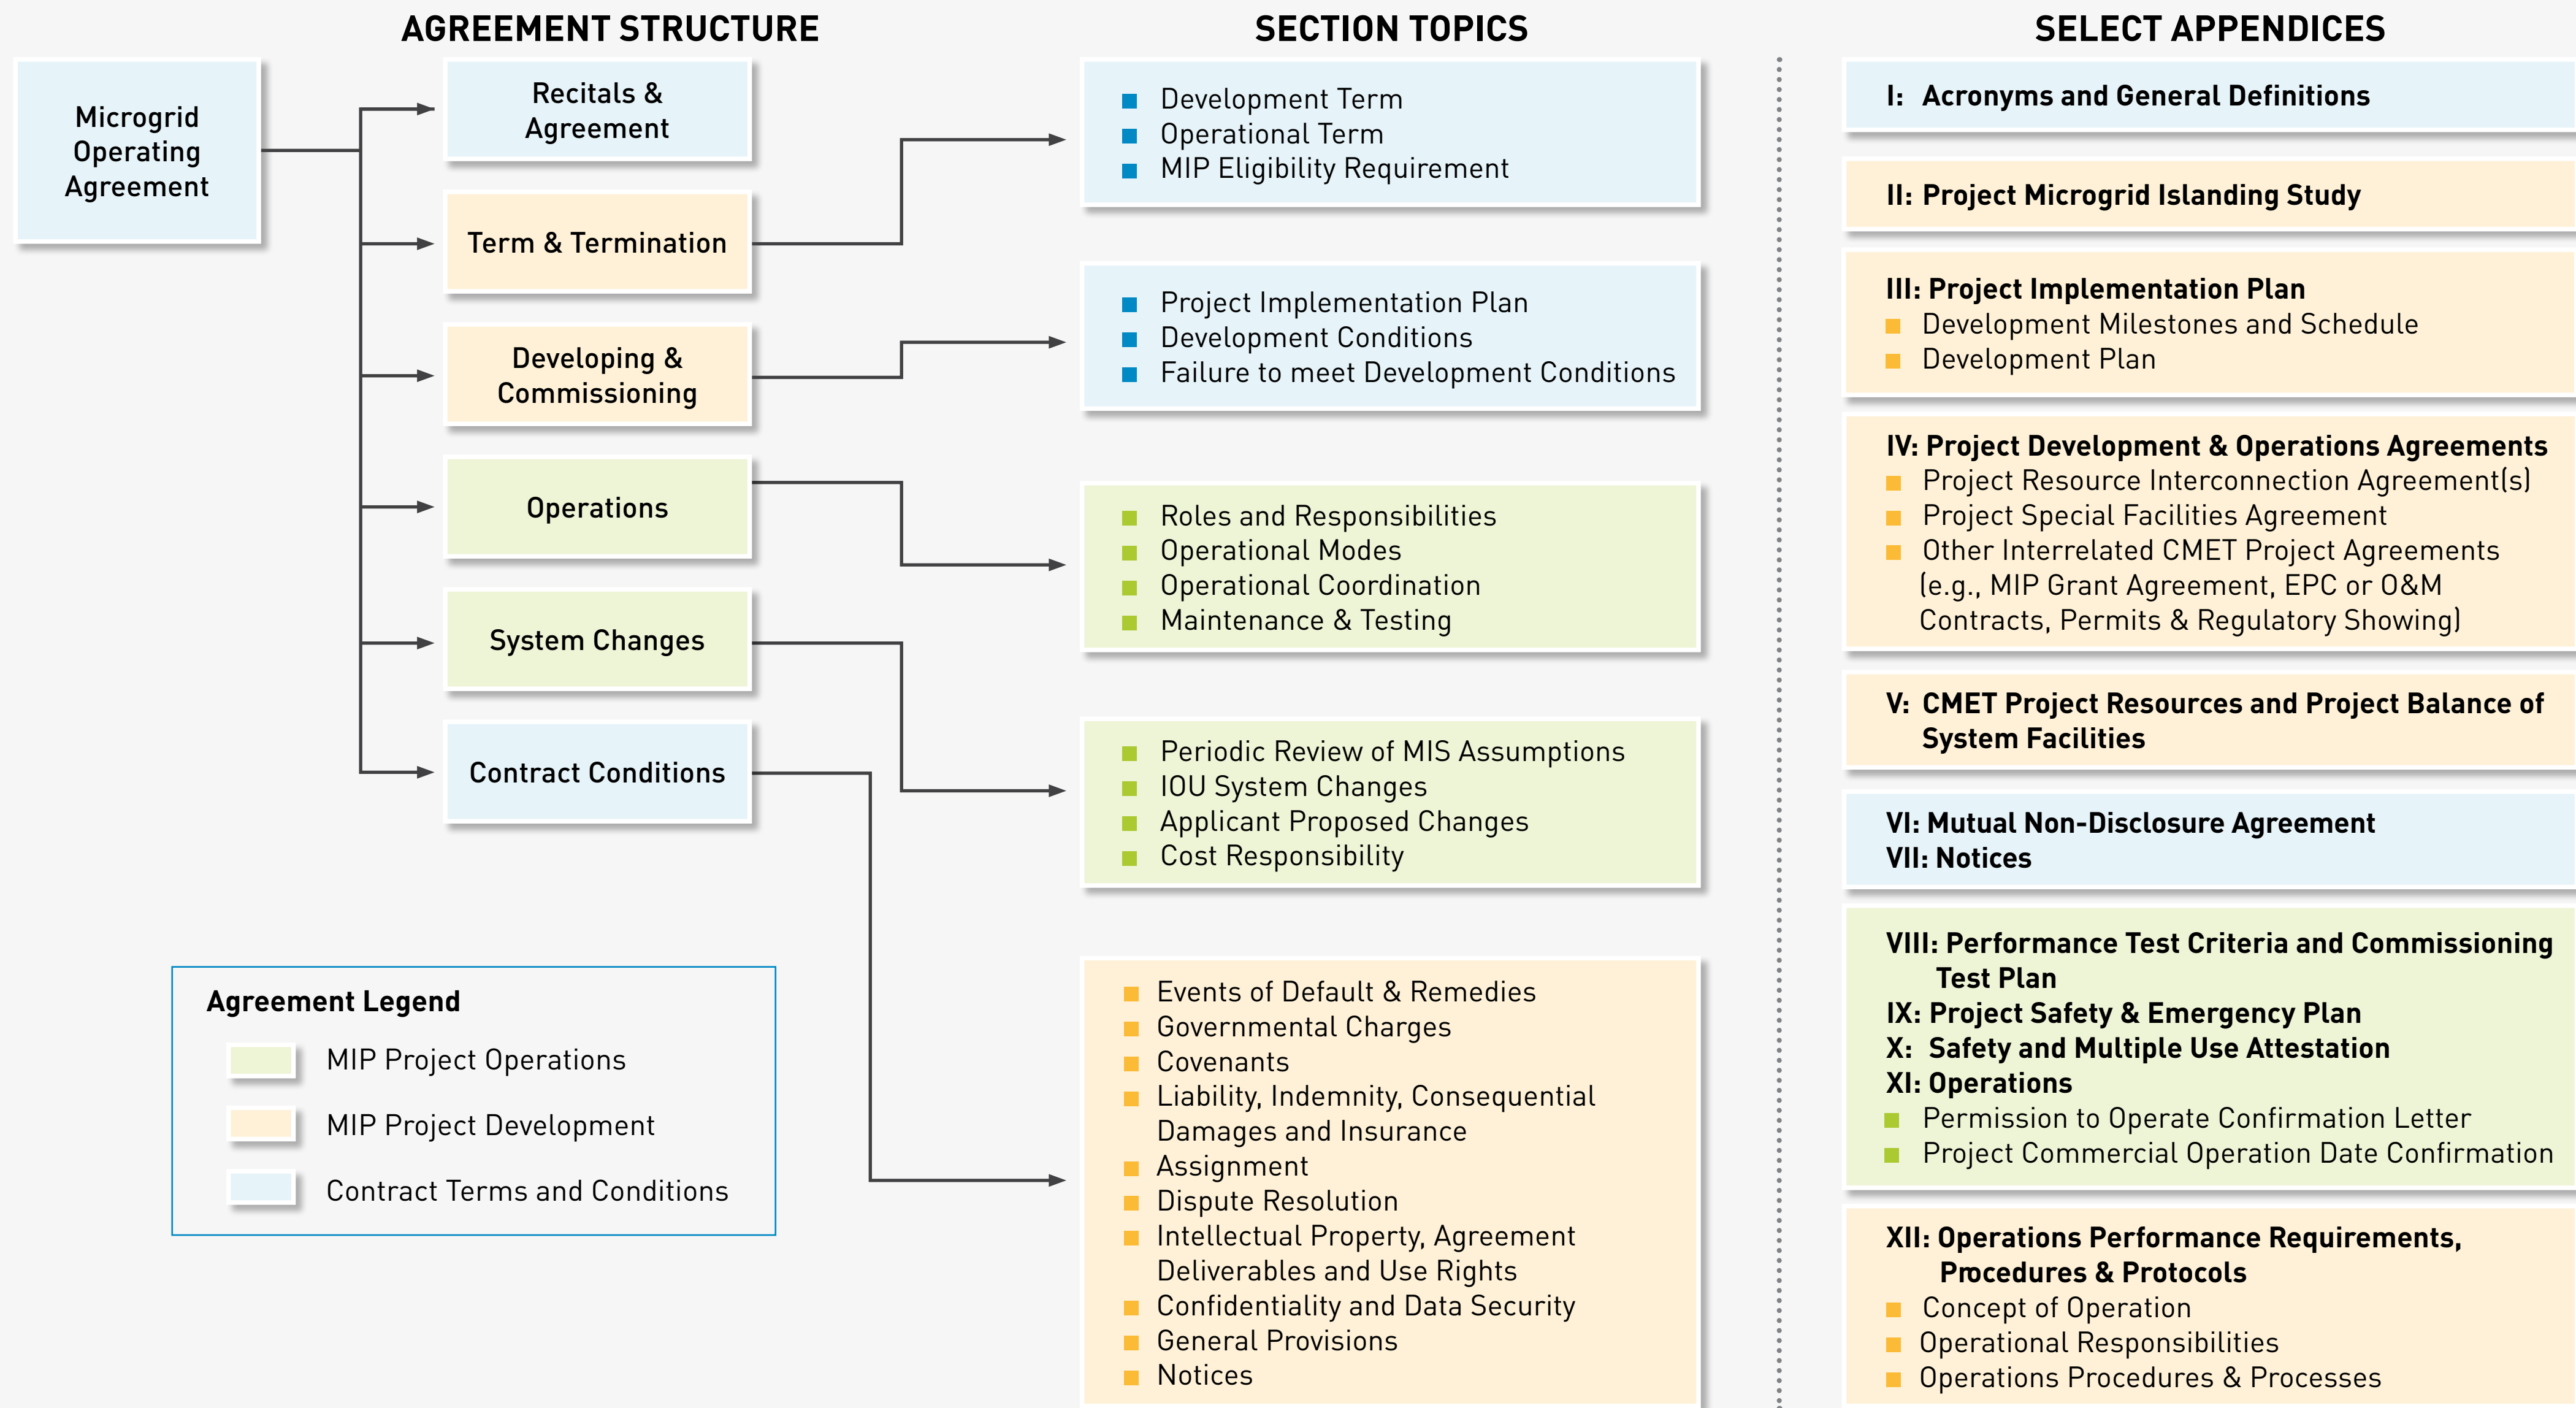 AGREEMENT STRUCTURE
Microgrid
Operating
Agreement
Recitals &
Agreement
Term & Termination
Developing &
Commissioning
Operations
System Changes
Contract Conditions
Agreement Legend
MIP Project Operations
MIP Project Development
Contract Terms and Conditions
SECTION TOPICS
Development Term
Operational Term
MIP Eligibility Requirement
Project Implementation Plan
Development Conditions
Failure to meet Development Conditions
Roles and Responsibilities
Operational Modes
Operational Coordination
Maintenance & Testing
Periodic Review of MIS Assumptions
IOU System Changes
Applicant Proposed Changes
Cost Responsibility
Events of Default & Remedies
Governmental Charges
Covenants
Liability, Indemnity, Consequential
Damages and Insurance
Assignment
Dispute Resolution
Intellectual Property, Agreement
Deliverables and Use Rights
Confidentiality and Data Security
General Provisions
Notices
SELECT APPENDICES
I: Acronyms and General Definitions
II: Project Microgrid Islanding Study
III: Project Implementation Plan
Development Milestones and Schedule
Development Plan
IV: Project Development & Operations Agreements
Project Resource Interconnection Agreement(s)
Project Special Facilities Agreement
Other Interrelated CMET Project Agreements
(e.g., MIP Grant Agreement, EPC or O&M
Contracts, Permits & Regulatory Showing)
V: CMET Project Resources and Project Balance of
System Facilities
VI: Mutual Non-Disclosure Agreement
VII: Notices
VIII: Performance Test Criteria and Commissioning
Test Plan
IX: Project Safety & Emergency Plan
X: Safety and Multiple Use Attestation
XI: Operations
Permission to Operate Confirmation Letter
Project Commercial Operation Date Confirmation
XII: Operations Performance Requirements,
Procedures & Protocols
Concept of Operation
Operational Responsibilities
Operations Procedures & Processes